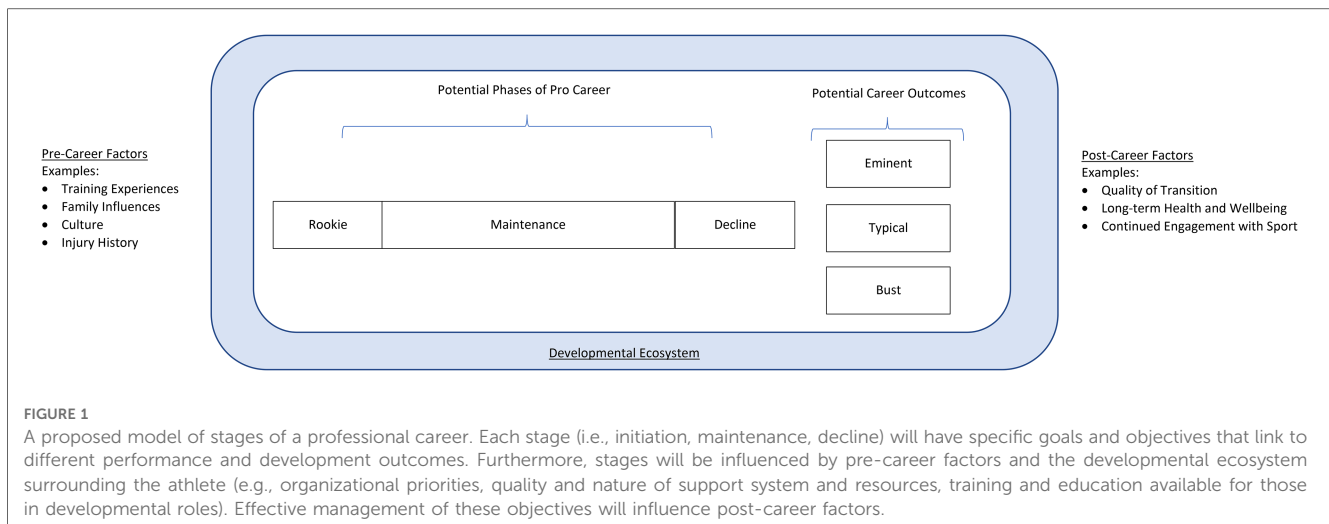 Potential Phases of Pro Career
Potential Career Outcomes
Pre-Career Factors
Examples:
• Training Experiences
• Family Influences
• Culture
• Injury History
Rookie
Maintenance
Decline
Eminent
Typical
Bust
Post-Career Factors
Examples:
• Quality of Transition
• Long-term Health and Wellbeing
• Continued Engagement with Sport
Developmental Ecosystem
FIGURE 1
A proposed model of stages of a professional career. Each stage (i.e., initiation, maintenance, decline) will have specific goals and objectives that link to
different performance and development outcomes. Furthermore, stages will be influenced by pre-career factors and the developmental ecosystem
surrounding the athlete (e.g., organizational priorities, quality and nature of support system and resources, training and education available for those
in developmental roles). Effective management of these objectives will influence post-career factors.